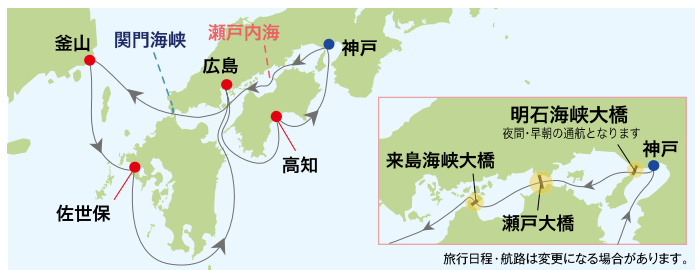 釜山
関門海峡
瀬戸内海
神戸
広島
高知
佐世保
明石海峡大橋
夜間・早朝の通航となります
神戸
来島海峡大橋
瀬戸大橋
旅行日程・航路は変更になる場合があります。